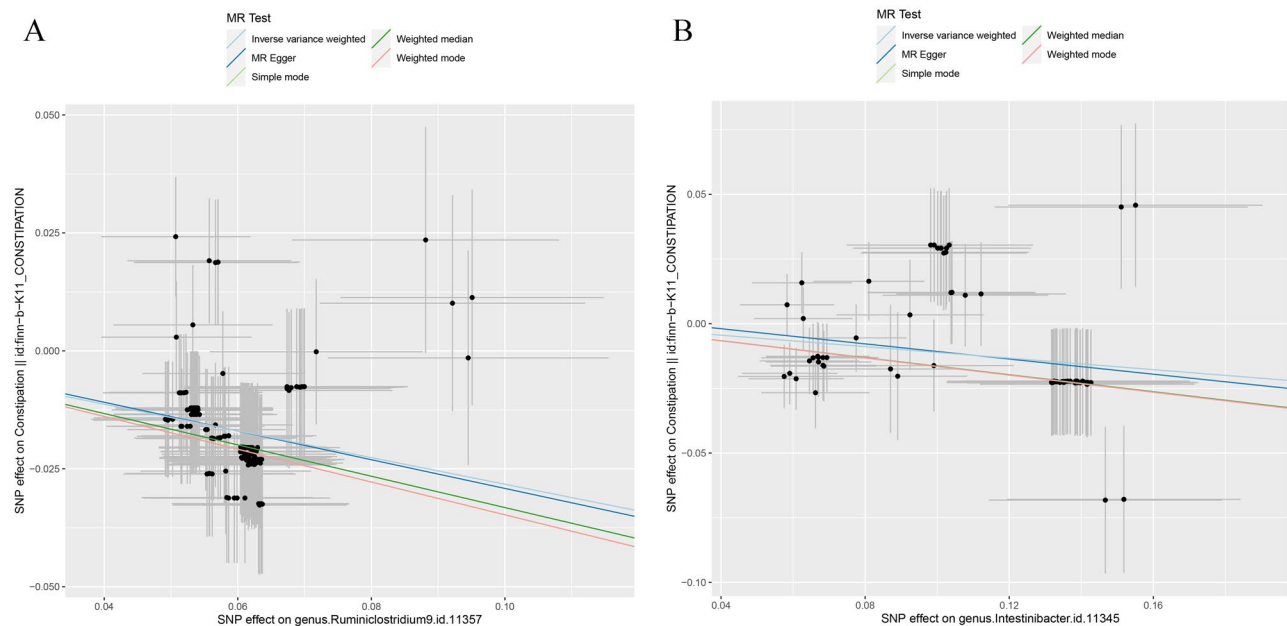 A
MR Test
Inverse variance weighted
Weighted median
MR Egger
Weighted mode
Simple mode
0.050
0.025
0.000
−0.025
−0.050
SNP effect on Constipation || id:finn−b−K11_CONSTIPATION
0.04
0.06
0.08
0.10
SNP effect on genus.Ruminiclostridium9.id.11357
B
MR Test
Inverse variance weighted
Weighted median
MR Egger
Weighted mode
Simple mode
0.05
0.00
−0.05
−0.10
SNP effect on Constipation || id:finn−b−K11_CONSTIPATION
0.04
0.08
0.12
0.16
SNP effect on genus.Intestinibacter.id.11345